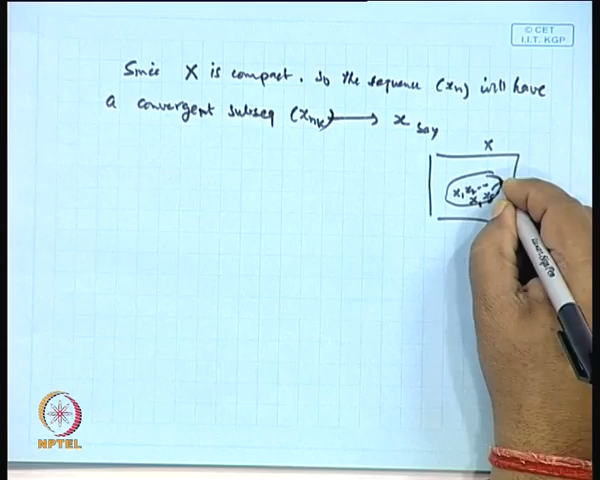 © CET
I.I.T. KGP
Since X is compact. So the sequence (xn) will have
a convergent subseq (xnk) ⟶ x say
X
x1 x2 ...
NPTEL